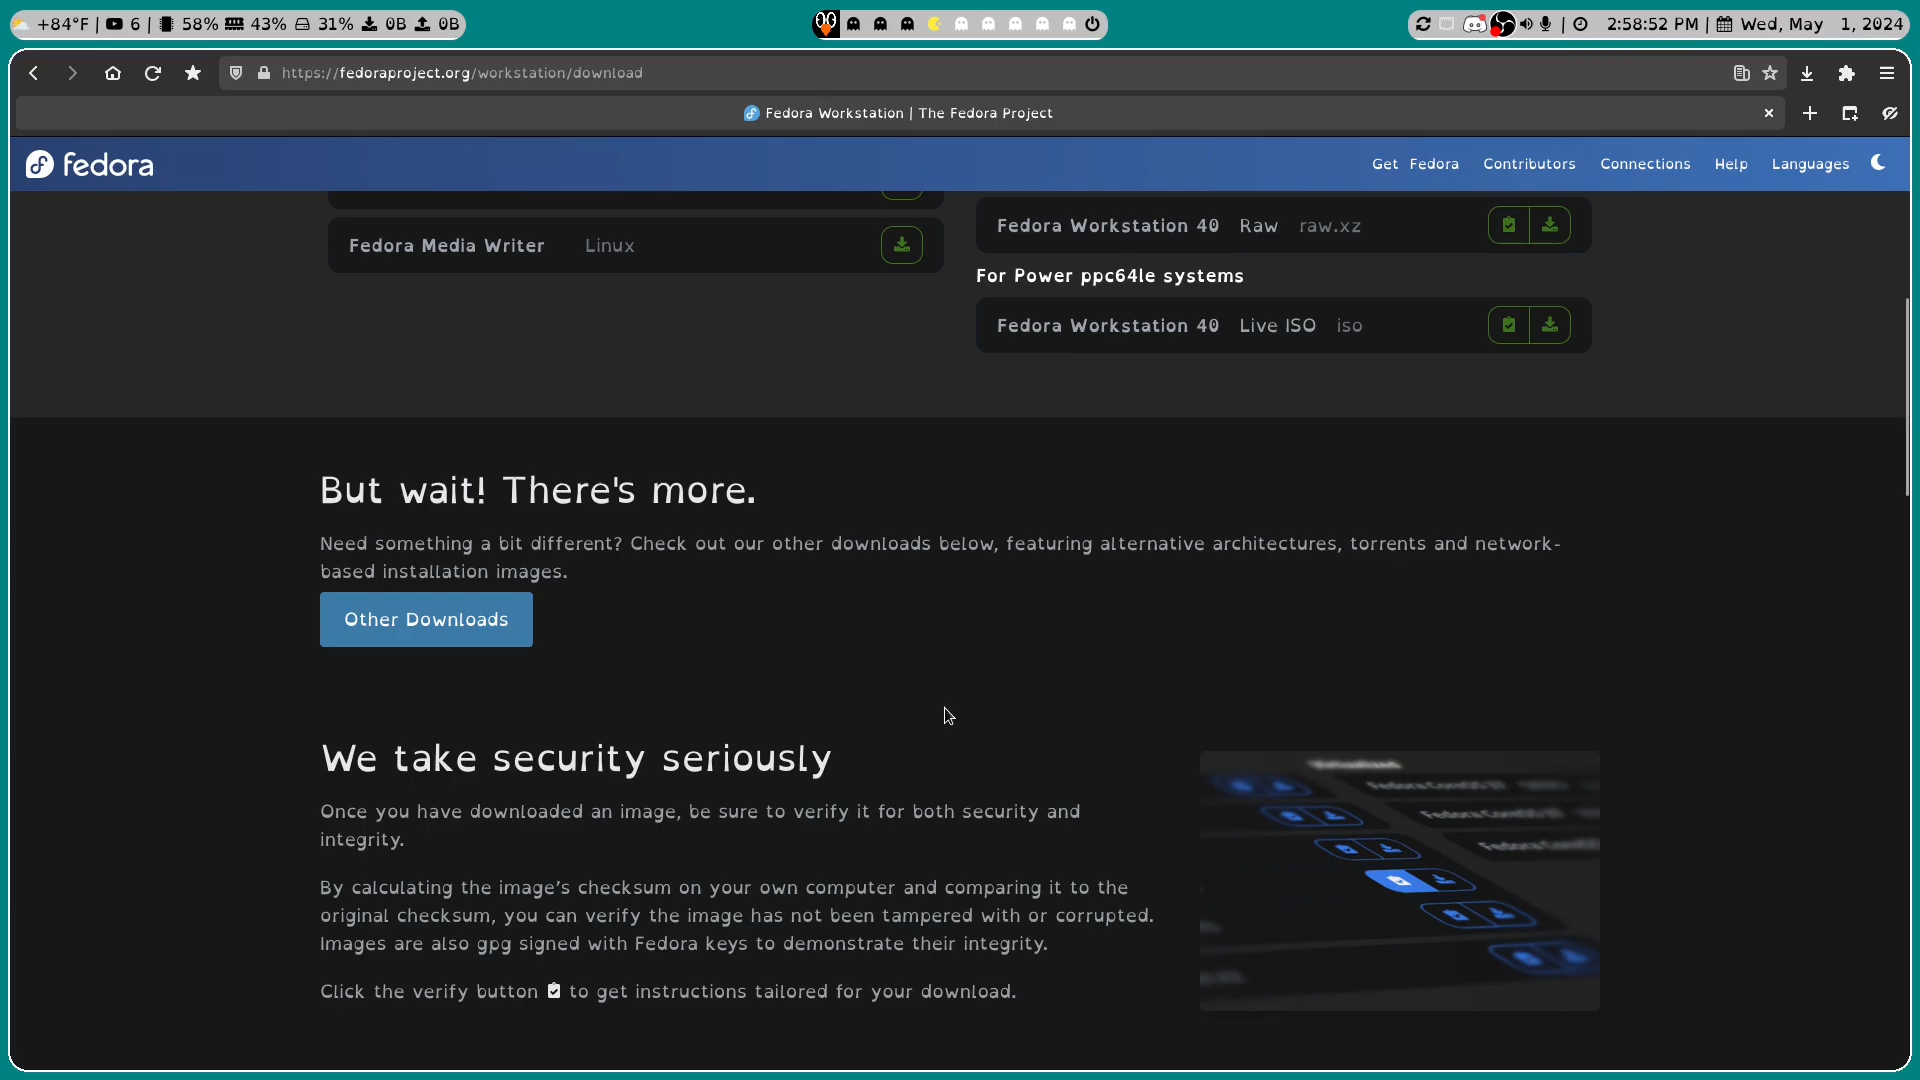 +84°F | 6 | 58% 43% 31% 0B 0B
2:58:52 PM | Wed, May 1, 2024
https://fedoraproject.org/workstation/download
Fedora Workstation | The Fedora Project
fedora
Get Fedora Contributors Connections Help Languages
Fedora Workstation 40 Raw raw.xz
Fedora Media Writer Linux
For Power ppc64le systems
Fedora Workstation 40 Live ISO iso
But wait! There's more.
Need something a bit different? Check out our other downloads below, featuring alternative architectures, torrents and network-
based installation images.
Other Downloads
We take security seriously
Once you have downloaded an image, be sure to verify it for both security and
integrity.
By calculating the image's checksum on your own computer and comparing it to the
original checksum, you can verify the image has not been tampered with or corrupted.
Images are also gpg signed with Fedora keys to demonstrate their integrity.
Click the verify button to get instructions tailored for your download.
Virtualized
Fedora CoreOS
Fedora CoreOS
Fedora CoreOS